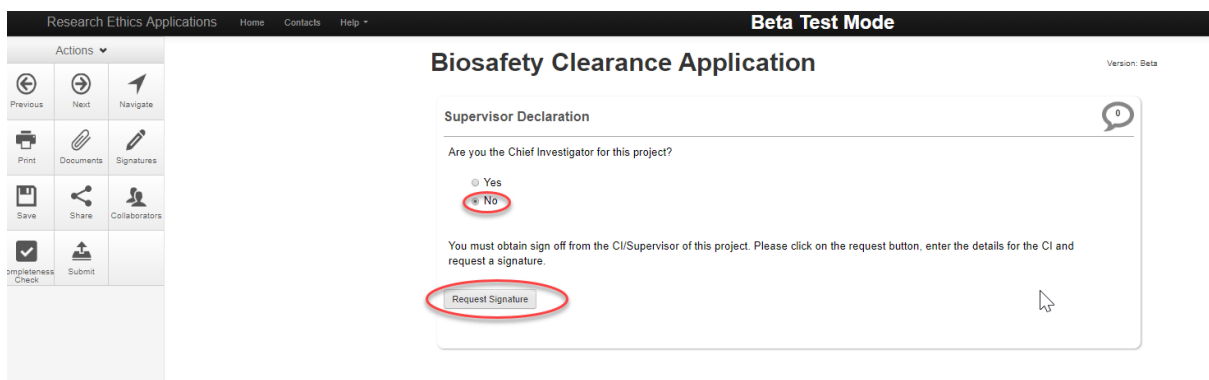 Research Ethics Applications Home Contacts Help Beta Test Mode
Actions
Biosafety Clearance Application
Version: Beta
Previous Next Navigate
Supervisor Declaration 0
Print Documents Signatures
Are you the Chief Investigator for this project?
Yes
No
Save Share Collaborators
You must obtain sign off from the CI/Supervisor of this project. Please click on the request button, enter the details for the CI and
request a signature.
ompleteness
Check
Submit
Request Signature